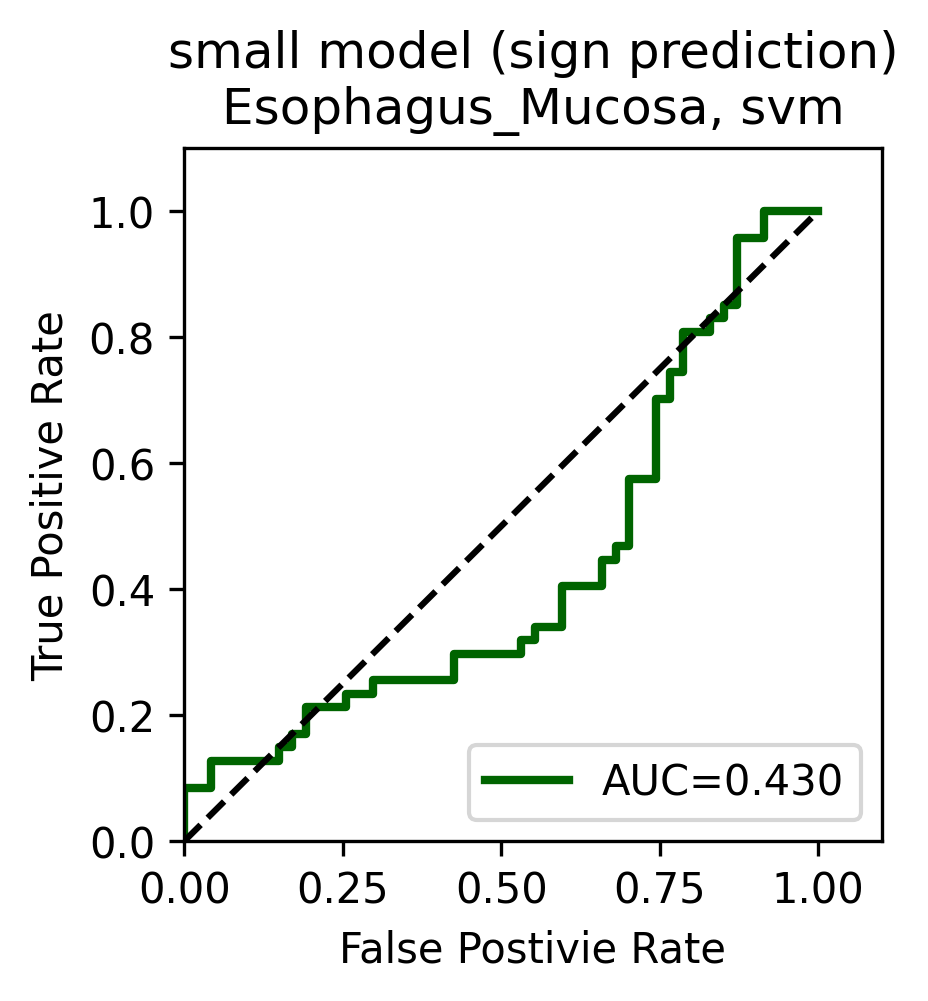 small model (sign prediction)
Esophagus_Mucosa, svm
1.0
0.8
0.6
0.4
0.2
0.0
True Positive Rate
AUC=0.430
0.00 0.25 0.50 0.75 1.00
False Postivie Rate